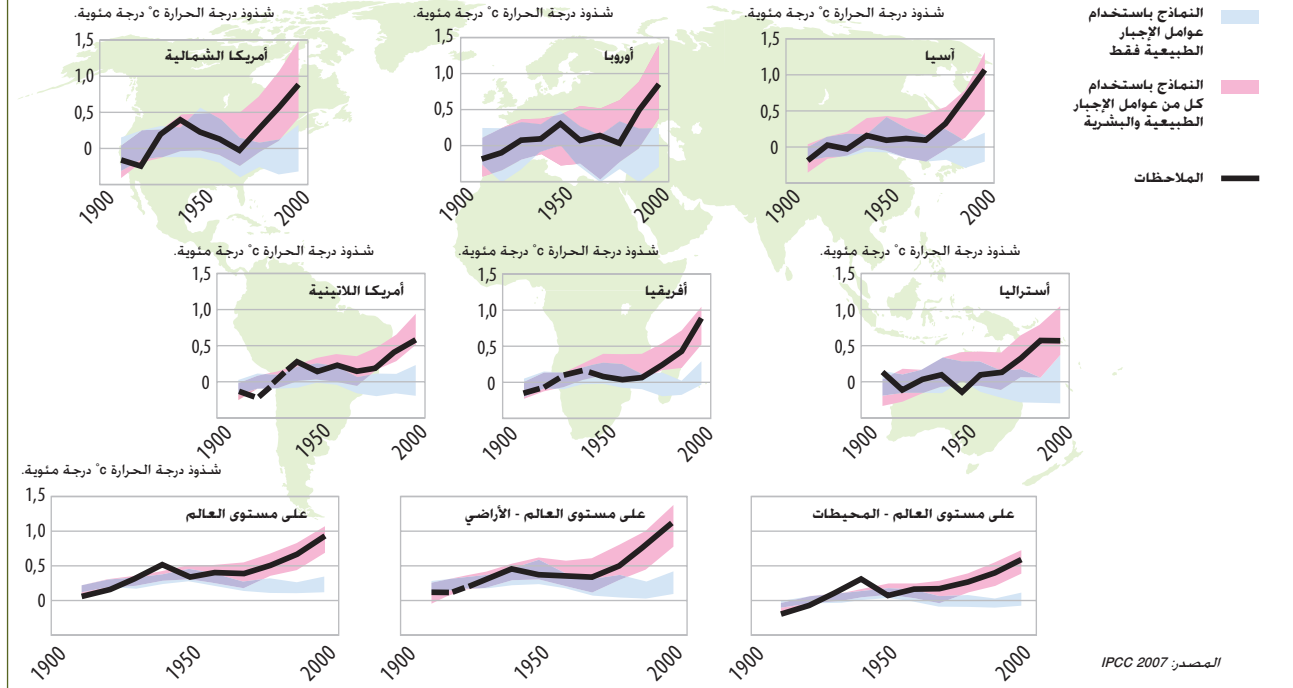 شذوذ درجة الحرارة c° درجة مئوية.
1,5
1,0
0,5
0
أمريكا الشمالية
1900
1950
2000
شذوذ درجة الحرارة c° درجة مئوية.
1,5
1,0
0,5
0
أوروبا
1900
1950
2000
شذوذ درجة الحرارة c° درجة مئوية.
1,5
1,0
0,5
0
آسيا
1900
1950
2000
النماذج باستخدام
عوامل الإجبار
الطبيعية فقط
النماذج باستخدام
كل من عوامل الإجبار
الطبيعية والبشرية
الملاحظات
شذوذ درجة الحرارة c° درجة مئوية.
1,5
1,0
0,5
0
أمريكا اللاتينية
1900
1950
2000
شذوذ درجة الحرارة c° درجة مئوية.
1,5
1,0
0,5
0
أفريقيا
1900
1950
2000
شذوذ درجة الحرارة c° درجة مئوية.
1,5
1,0
0,5
0
أستراليا
1900
1950
2000
شذوذ درجة الحرارة c° درجة مئوية.
1,5
1,0
0,5
0
على مستوى العالم
1900
1950
2000
على مستوى العالم - الأراضي
1900
1950
2000
على مستوى العالم - المحيطات
1900
1950
2000
المصدر: IPCC 2007